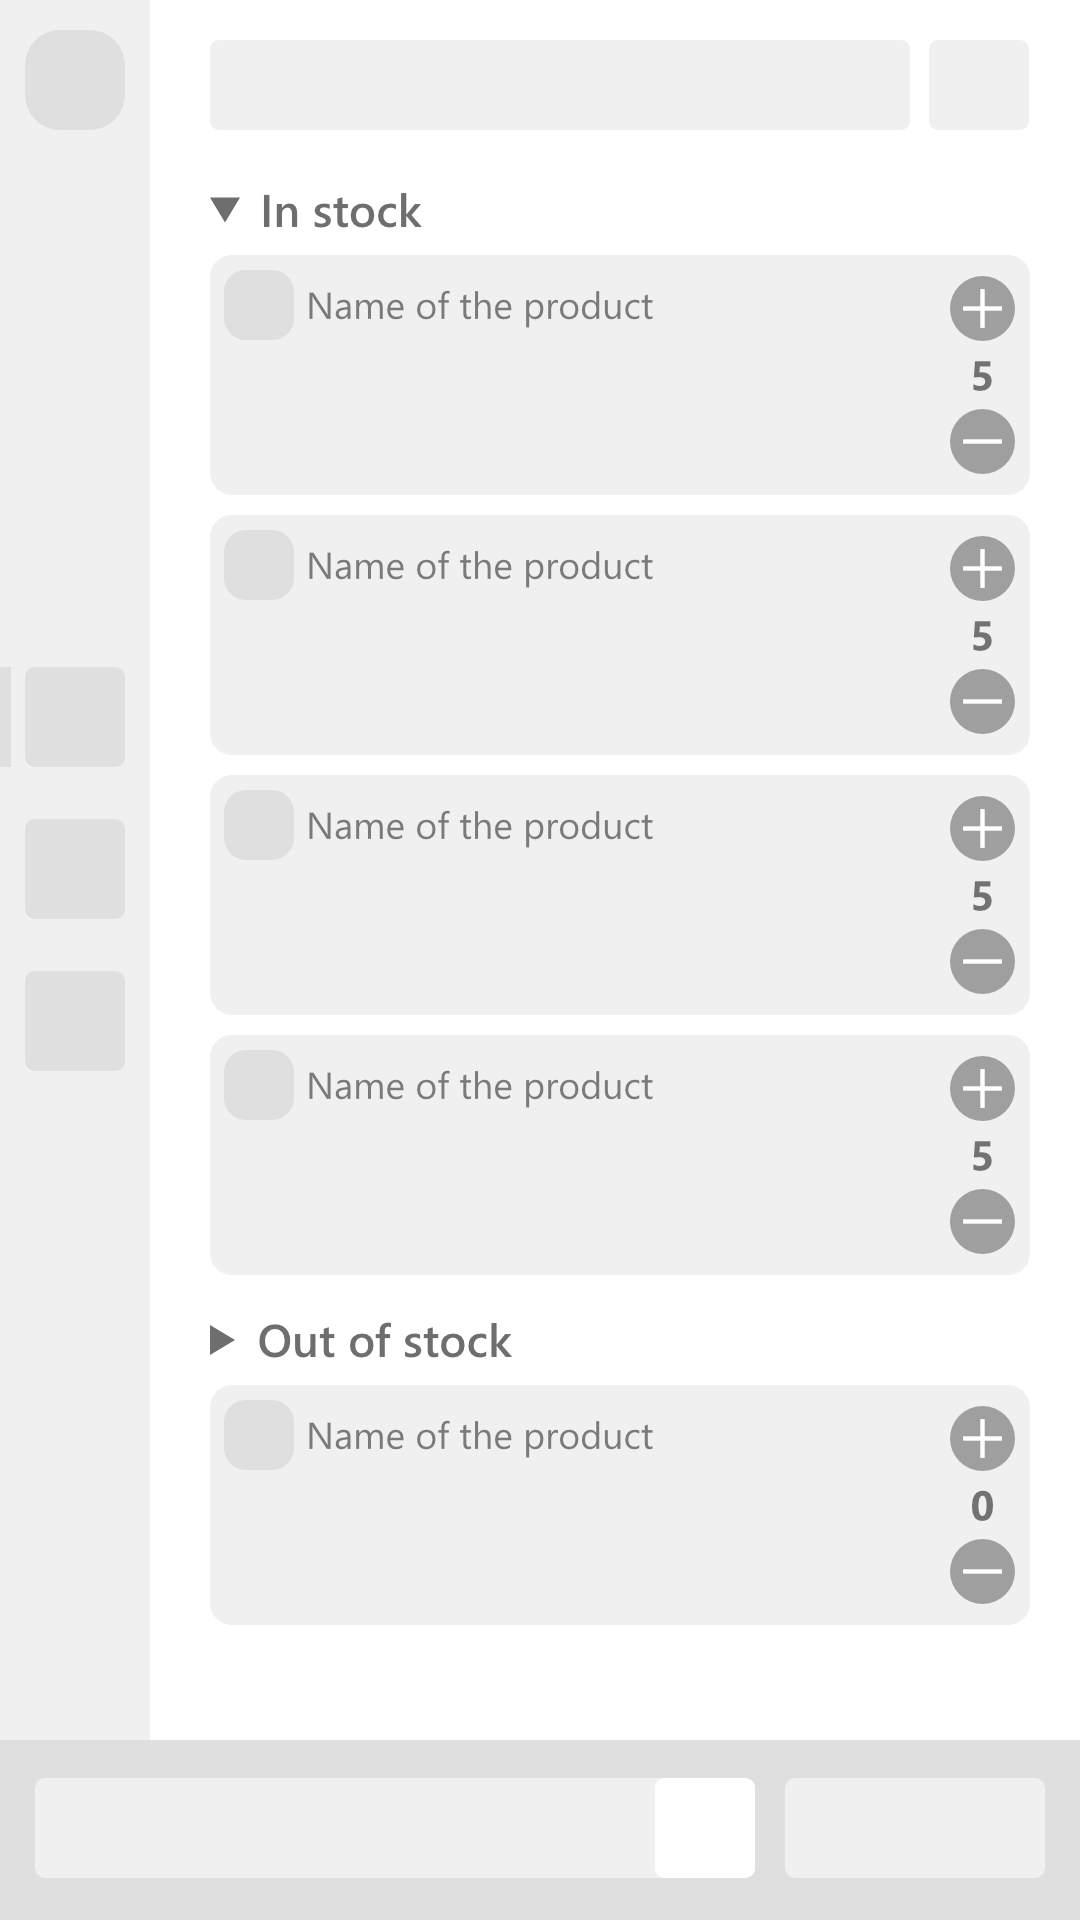 In stock
Name of the product
5
Name of the product
5
Name of the product
5
Name of the product
5
Out of stock
Name of the product
0